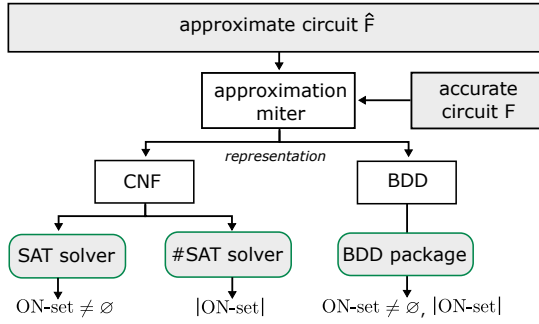 approximate circuit F̂
approximation
miter
accurate
circuit F
representation
CNF
BDD
SAT solver
#SAT solver
BDD package
ON-set ≠ ∅
|ON-set|
ON-set ≠ ∅, |ON-set|